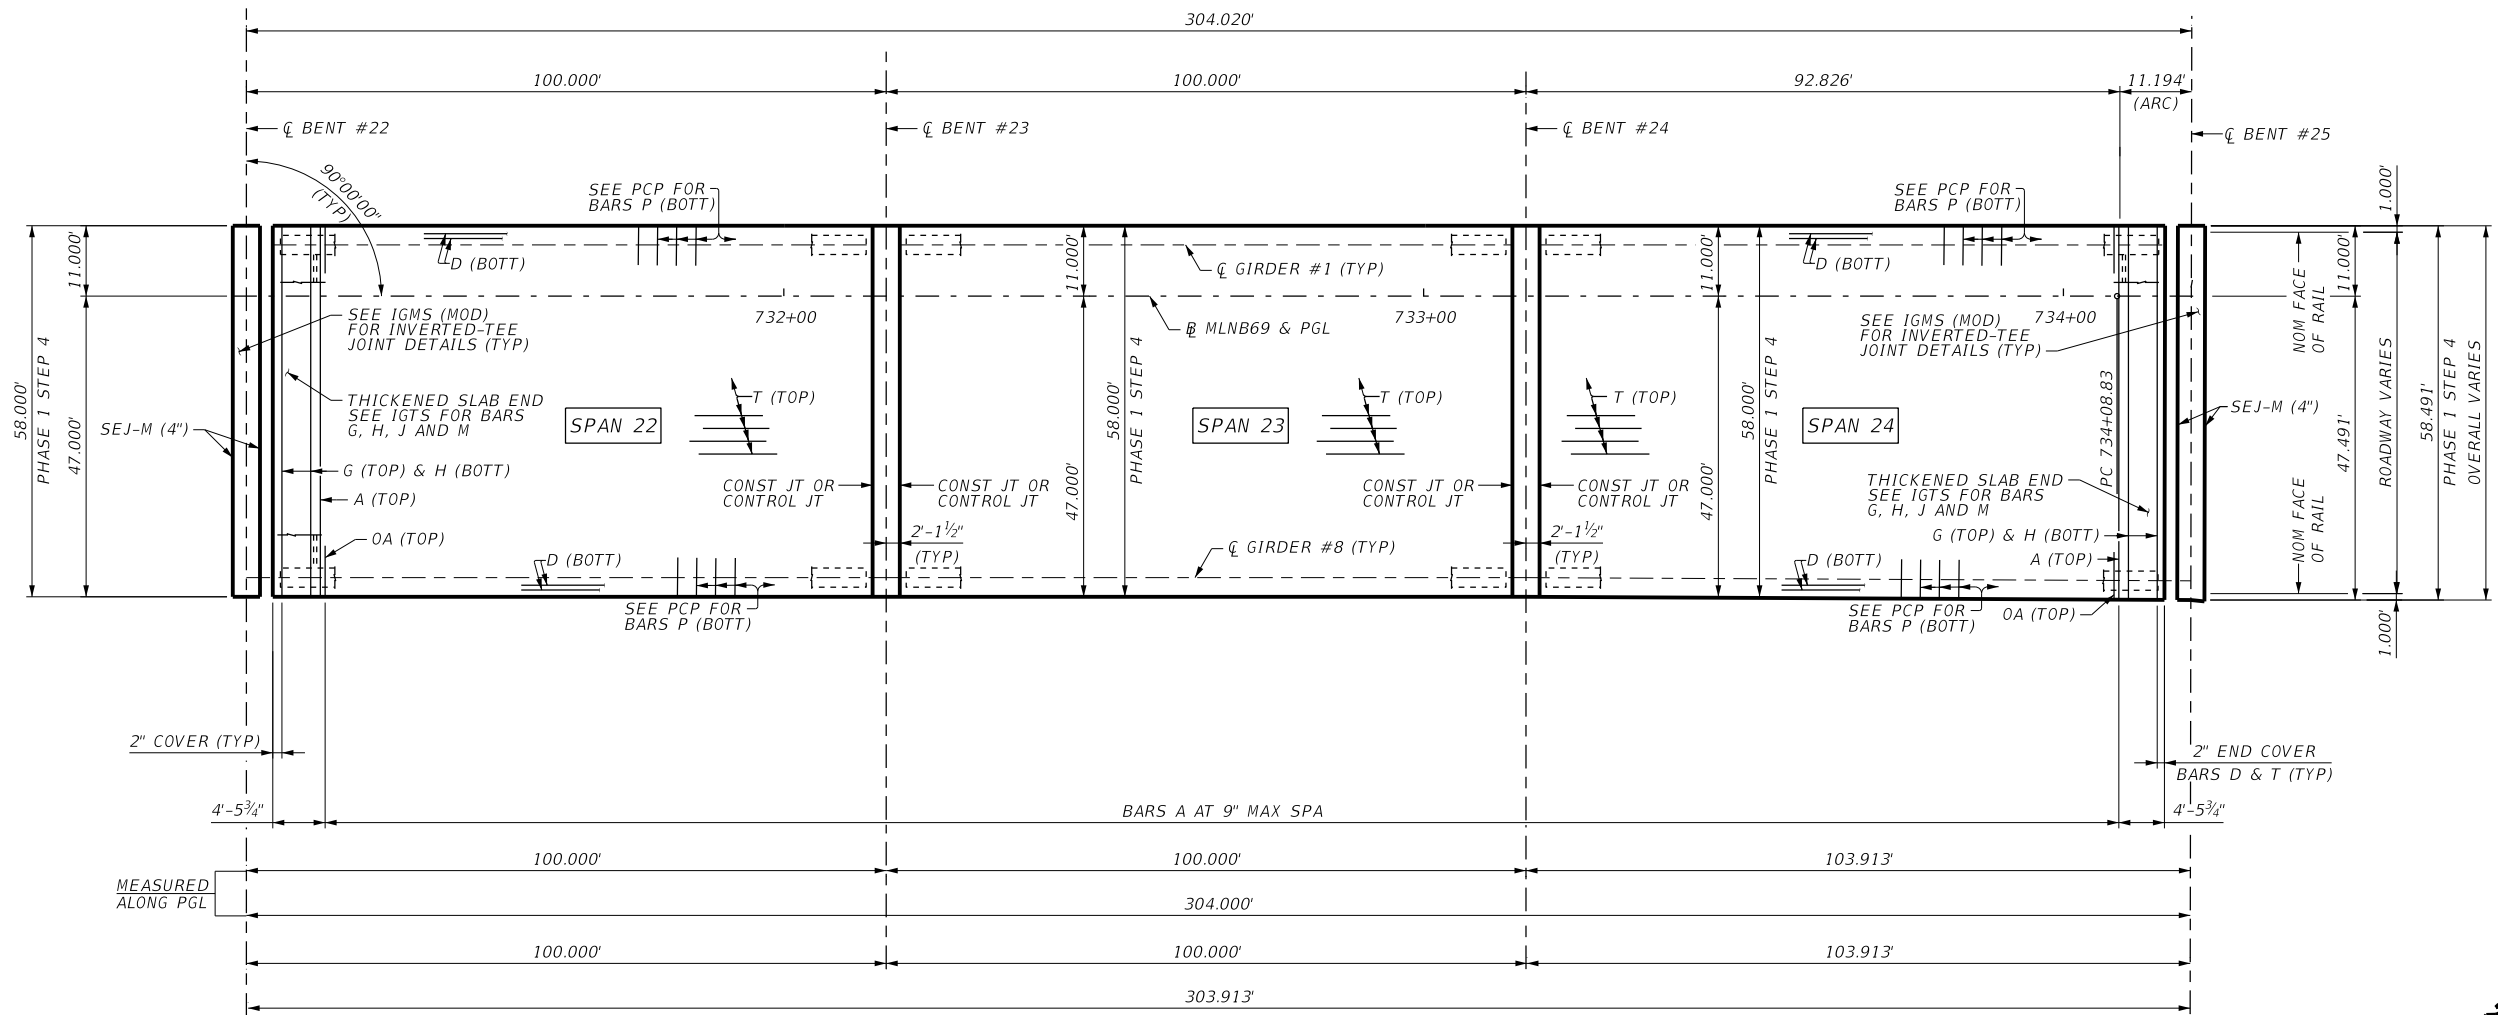 304.020'
100.000'
100.000'
92.826'
11.194'
(ARC)
℄ BENT #22
℄ BENT #23
℄ BENT #24
℄ BENT #25
90°00'00"
(TYP)
SEE PCP FOR
BARS P (BOTT)
SEE PCP FOR
BARS P (BOTT)
1.000'
11.000'
D (BOTT)
11.000'
℄ GIRDER #1 (TYP)
11.000'
D (BOTT)
11.000'
NOM FACE
OF RAIL
SEE IGMS (MOD)
FOR INVERTED-TEE
JOINT DETAILS (TYP)
732+00
℄ MLNB69 & PGL
733+00
SEE IGMS (MOD)
FOR INVERTED-TEE
JOINT DETAILS (TYP)
734+00
58.000'
PHASE 1 STEP 4
47.000'
THICKENED SLAB END
SEE IGTS FOR BARS
G, H, J AND M
SEJ-M (4")
SPAN 22
T (TOP)
58.000'
PHASE 1 STEP 4
47.000'
SPAN 23
T (TOP)
T (TOP)
58.000'
PHASE 1 STEP 4
47.000'
SPAN 24
PC 734+08.83
SEJ-M (4")
47.491'
ROADWAY VARIES
58.491'
PHASE 1 STEP 4
OVERALL VARIES
G (TOP) & H (BOTT)
A (TOP)
OA (TOP)
CONST JT OR
CONTROL JT
CONST JT OR
CONTROL JT
CONST JT OR
CONTROL JT
CONST JT OR
CONTROL JT
THICKENED SLAB END
SEE IGTS FOR BARS
G, H, J AND M
NOM FACE
OF RAIL
2'-1½"
(TYP)
2'-1½"
(TYP)
G (TOP) & H (BOTT)
A (TOP)
D (BOTT)
℄ GIRDER #8 (TYP)
D (BOTT)
SEE PCP FOR
BARS P (BOTT)
SEE PCP FOR
BARS P (BOTT)
OA (TOP)
1.000'
2" COVER (TYP)
2" END COVER
BARS D & T (TYP)
4'-5¾"
BARS A AT 9" MAX SPA
4'-5¾"
100.000'
100.000'
103.913'
MEASURED
ALONG PGL
304.000'
100.000'
100.000'
103.913'
303.913'